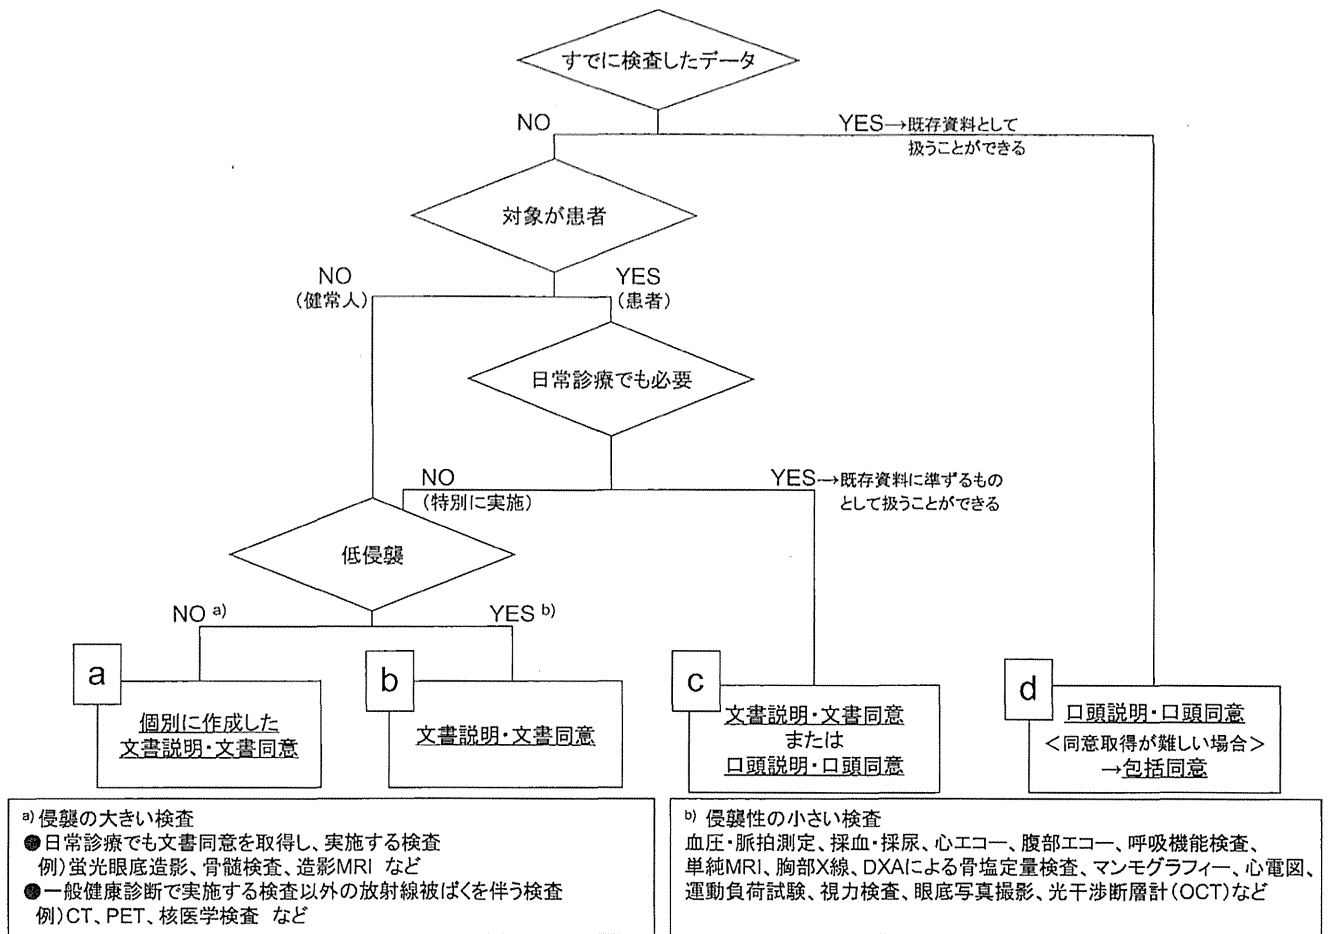 すでに検査したデータ
NO
YES→既存資料として
扱うことができる
対象が患者
NO
(健常人)
YES
(患者)
日常診療でも必要
NO
(特別に実施)
YES→既存資料に準ずるもの
として扱うことができる
低侵襲
NO a)
YES b)
a
個別に作成した
文書説明・文書同意
b
文書説明・文書同意
c
文書説明・文書同意
または
口頭説明・口頭同意
d
口頭説明・口頭同意
<同意取得が難しい場合>
→包括同意
a) 侵襲の大きい検査
●日常診療でも文書同意を取得し、実施する検査
例)蛍光眼底造影、骨髄検査、造影MRI など
●一般健康診断で実施する検査以外の放射線被ばくを伴う検査
例)CT、PET、核医学検査 など
b) 侵襲性の小さい検査
血圧・脈拍測定、採血・採尿、心エコー、腹部エコー、呼吸機能検査、
単純MRI、胸部X線、DXAによる骨塩定量検査、マンモグラフィー、心電図、
運動負荷試験、視力検査、眼底写真撮影、光干渉断層計(OCT)など